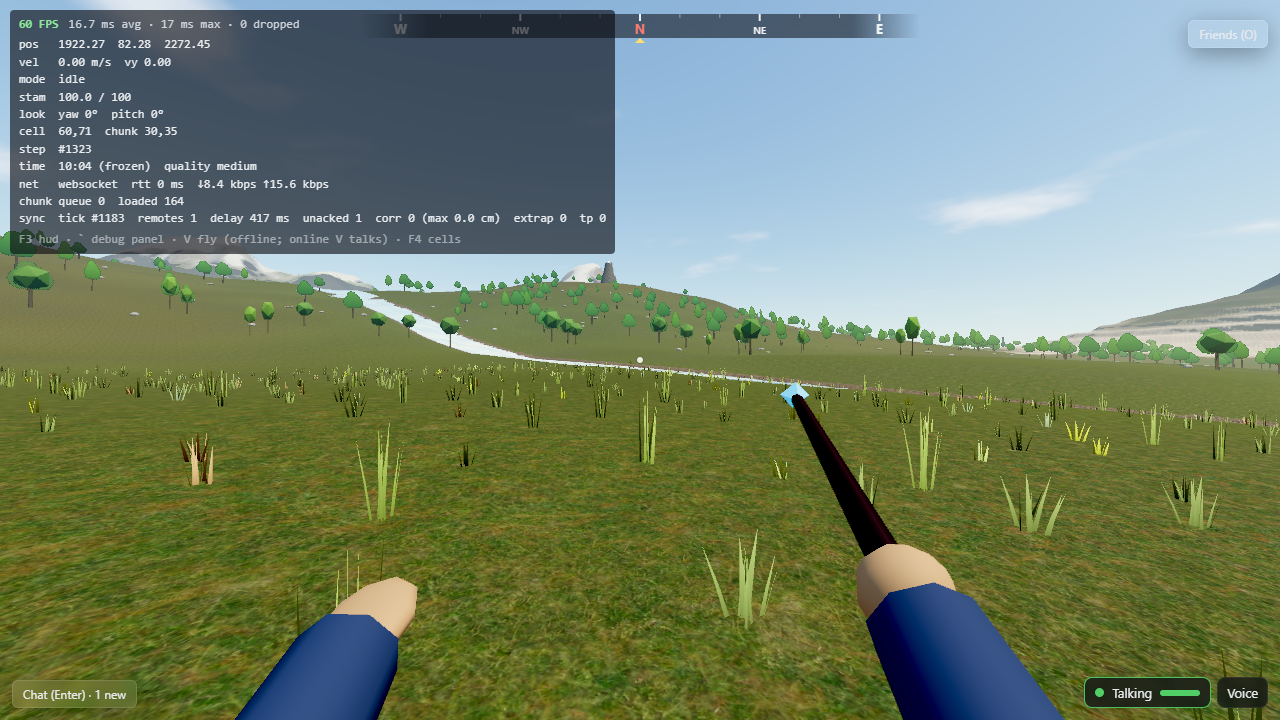 60 FPS 16.7 ms avg · 17 ms max · 0 dropped
pos 1922.27 82.28 2272.45
vel 0.00 m/s vy 0.00
mode idle
stam 100.0 / 100
look yaw 0° pitch 0°
cell 60,71 chunk 30,35
step #1323
time 10:04 (frozen) quality medium
net websocket rtt 0 ms ↓8.4 kbps ↑15.6 kbps
chunk queue 0 loaded 164
sync tick #1183 remotes 1 delay 417 ms unacked 1 corr 0 (max 0.0 cm) extrap 0 tp 0
F3 hud · ` debug panel · V fly (offline; online V talks) · F4 cells
W NW N NE E
Friends (O)
Chat (Enter) · 1 new
Talking
Voice